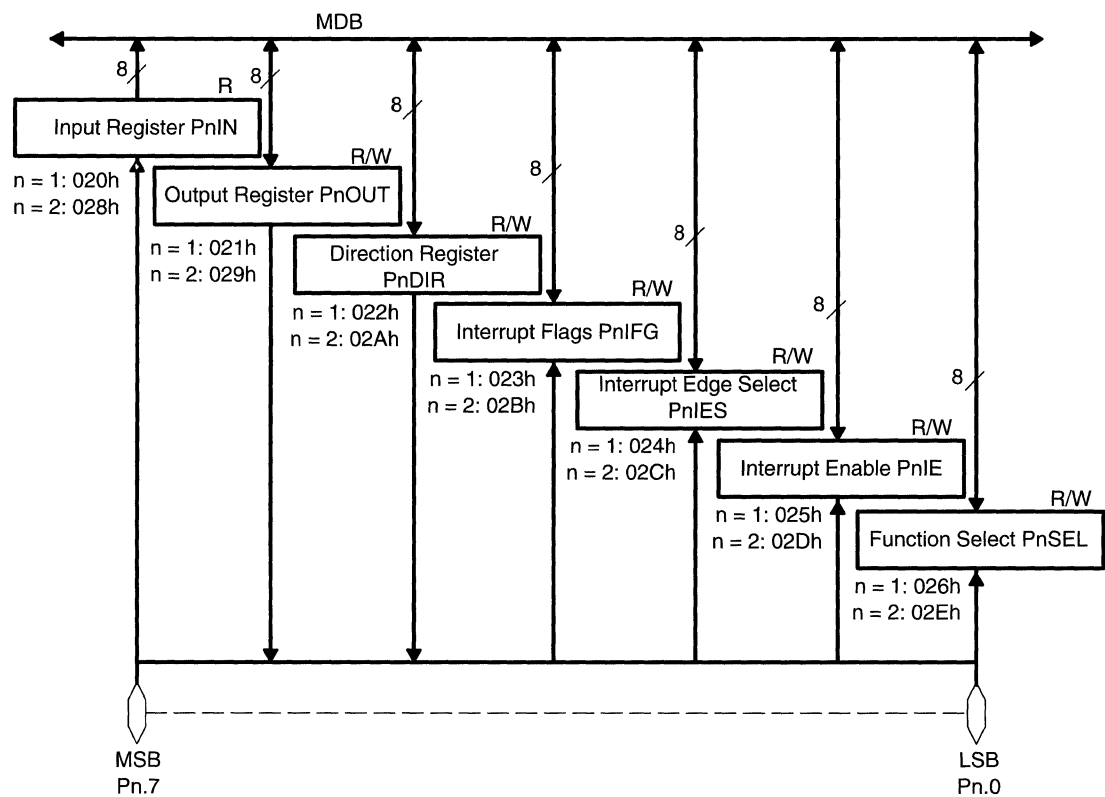 MDB
8
R
Input Register PnIN
n = 1: 020h
n = 2: 028h
8
R/W
Output Register PnOUT
n = 1: 021h
n = 2: 029h
8
R/W
Direction Register
PnDIR
n = 1: 022h
n = 2: 02Ah
8
R/W
Interrupt Flags PnIFG
n = 1: 023h
n = 2: 02Bh
8
R/W
Interrupt Edge Select
PnIES
n = 1: 024h
n = 2: 02Ch
8
R/W
Interrupt Enable PnIE
n = 1: 025h
n = 2: 02Dh
8
R/W
Function Select PnSEL
n = 1: 026h
n = 2: 02Eh
MSB
Pn.7
LSB
Pn.0